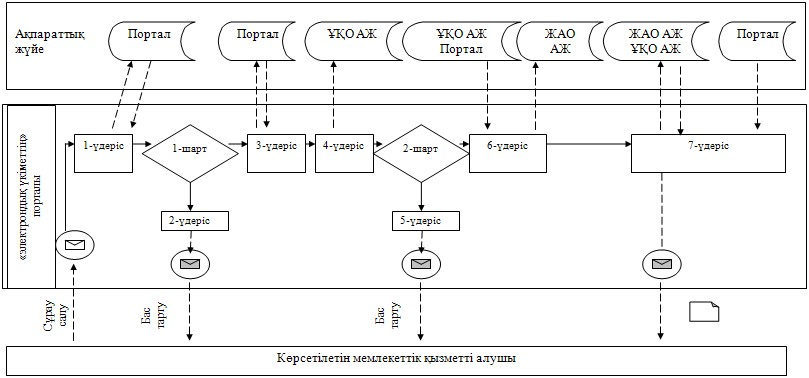 Ақпараттық
жүйе
Портал
Портал
ҰҚО АЖ
ҰҚО АЖ
Портал
ЖАО
АЖ
ЖАО АЖ
ҰҚО АЖ
Портал
«электрондық үкіметтің»
порталы
1-үдеріс
1-шарт
3-үдеріс
4-үдеріс
2-шарт
6-үдеріс
7-үдеріс
2-үдеріс
5-үдеріс
Сұрау
салу
Бас
тарту
Бас
тарту
Көрсетілетін мемлекеттік қызметті алушы